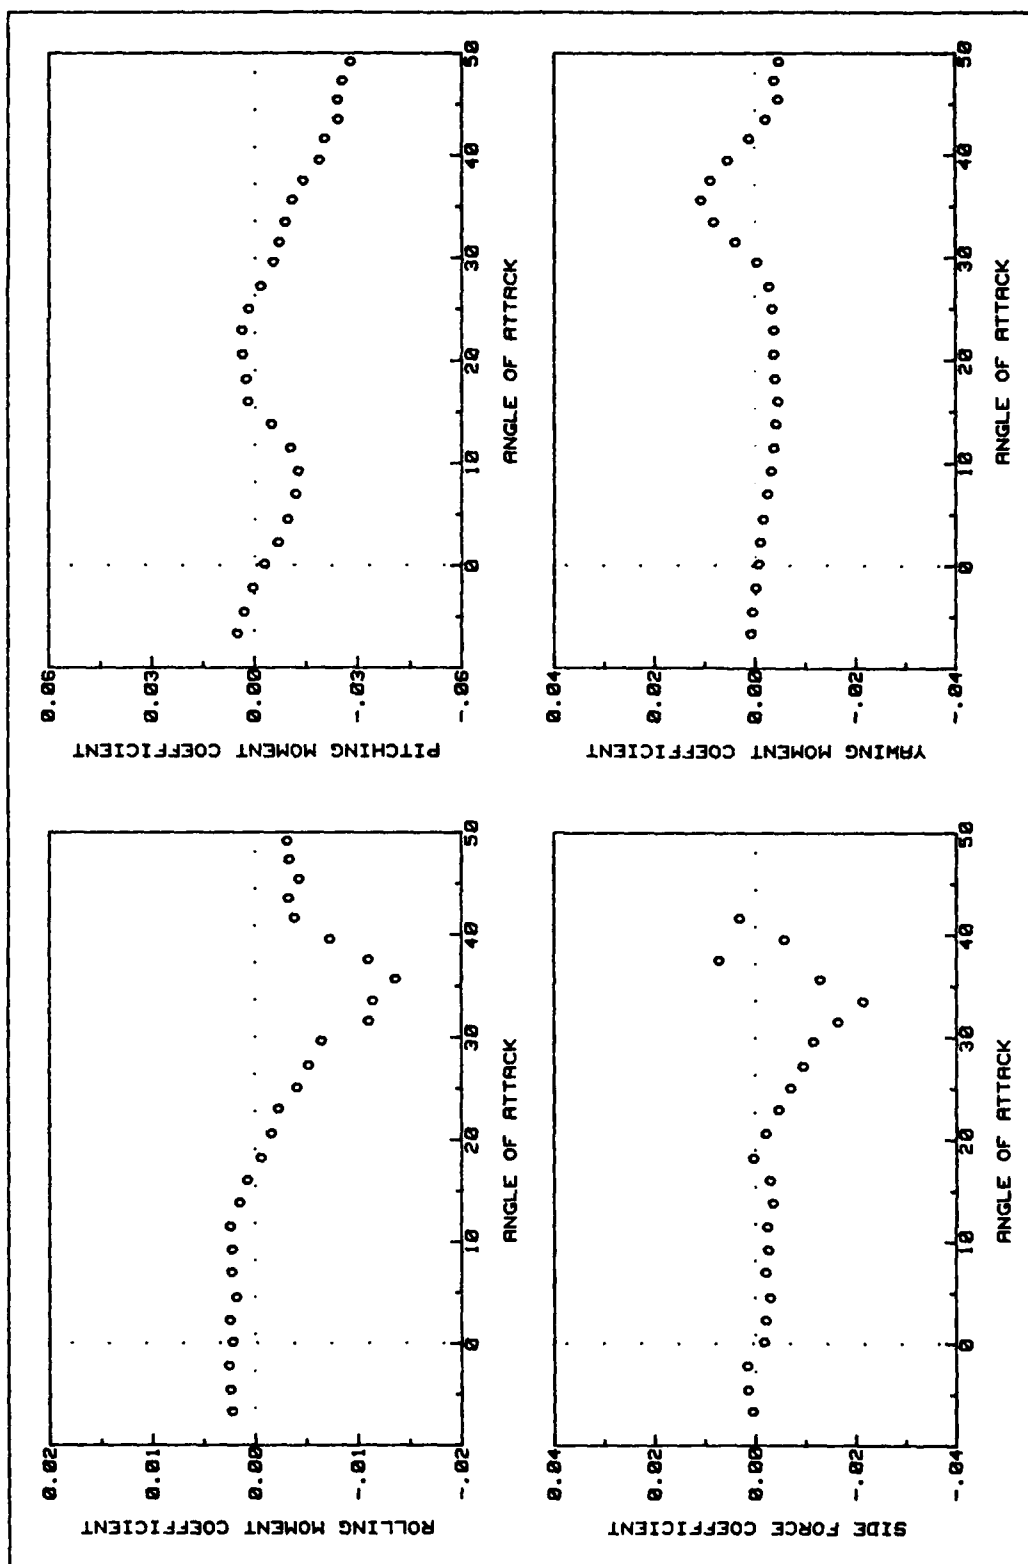 ROLLING MOMENT COEFFICIENT
0.02
0.01
0.00
-.01
-.02
0 10 20 30 40 50
ANGLE OF ATTACK
PITCHING MOMENT COEFFICIENT
0.06
0.03
0.00
-.03
-.06
0 10 20 30 40 50
ANGLE OF ATTACK
SIDE FORCE COEFFICIENT
0.04
0.02
0.00
-.02
-.04
0 10 20 30 40 50
ANGLE OF ATTACK
YAWING MOMENT COEFFICIENT
0.04
0.02
0.00
-.02
-.04
0 10 20 30 40 50
ANGLE OF ATTACK